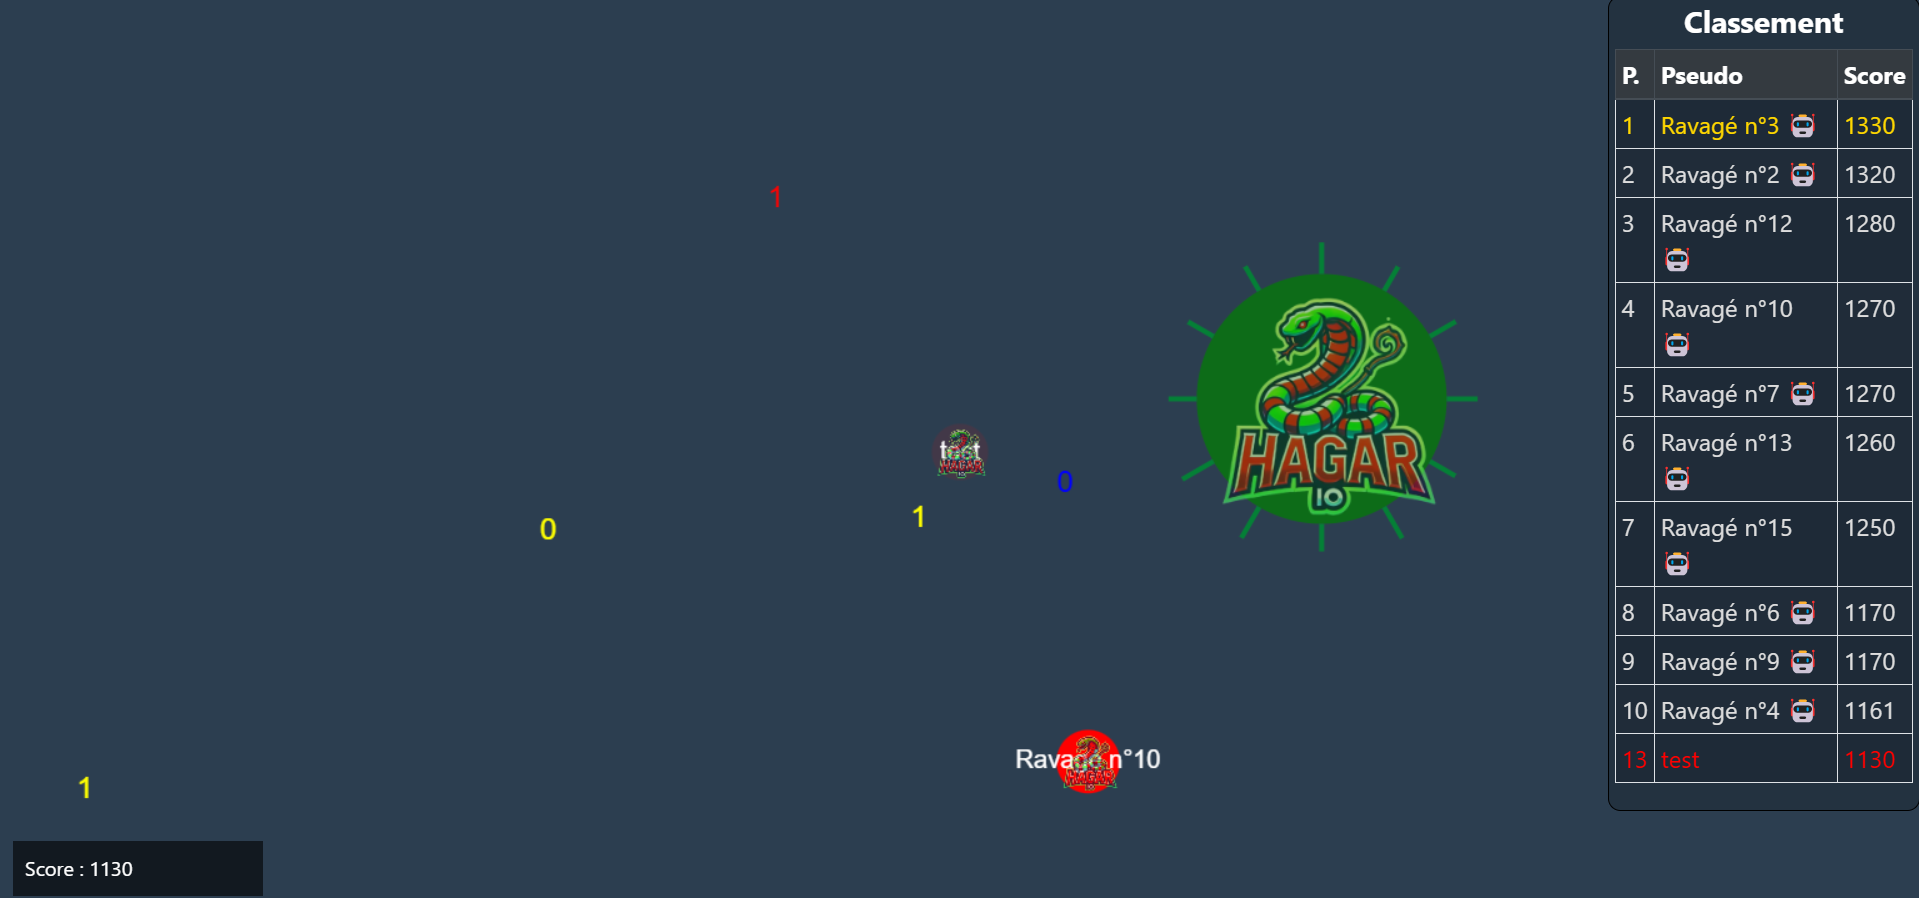 Classement
P. Pseudo Score
1 Ravagé n°3 1330
2 Ravagé n°2 1320
3 Ravagé n°12 1280
4 Ravagé n°10 1270
5 Ravagé n°7 1270
6 Ravagé n°13 1260
7 Ravagé n°15 1250
8 Ravagé n°6 1170
9 Ravagé n°9 1170
10 Ravagé n°4 1161
13 test 1130
1
HAGAR
IO
test
HAGAR
0
1
0
Ravagé n°10
HAGAR
1
Score : 1130